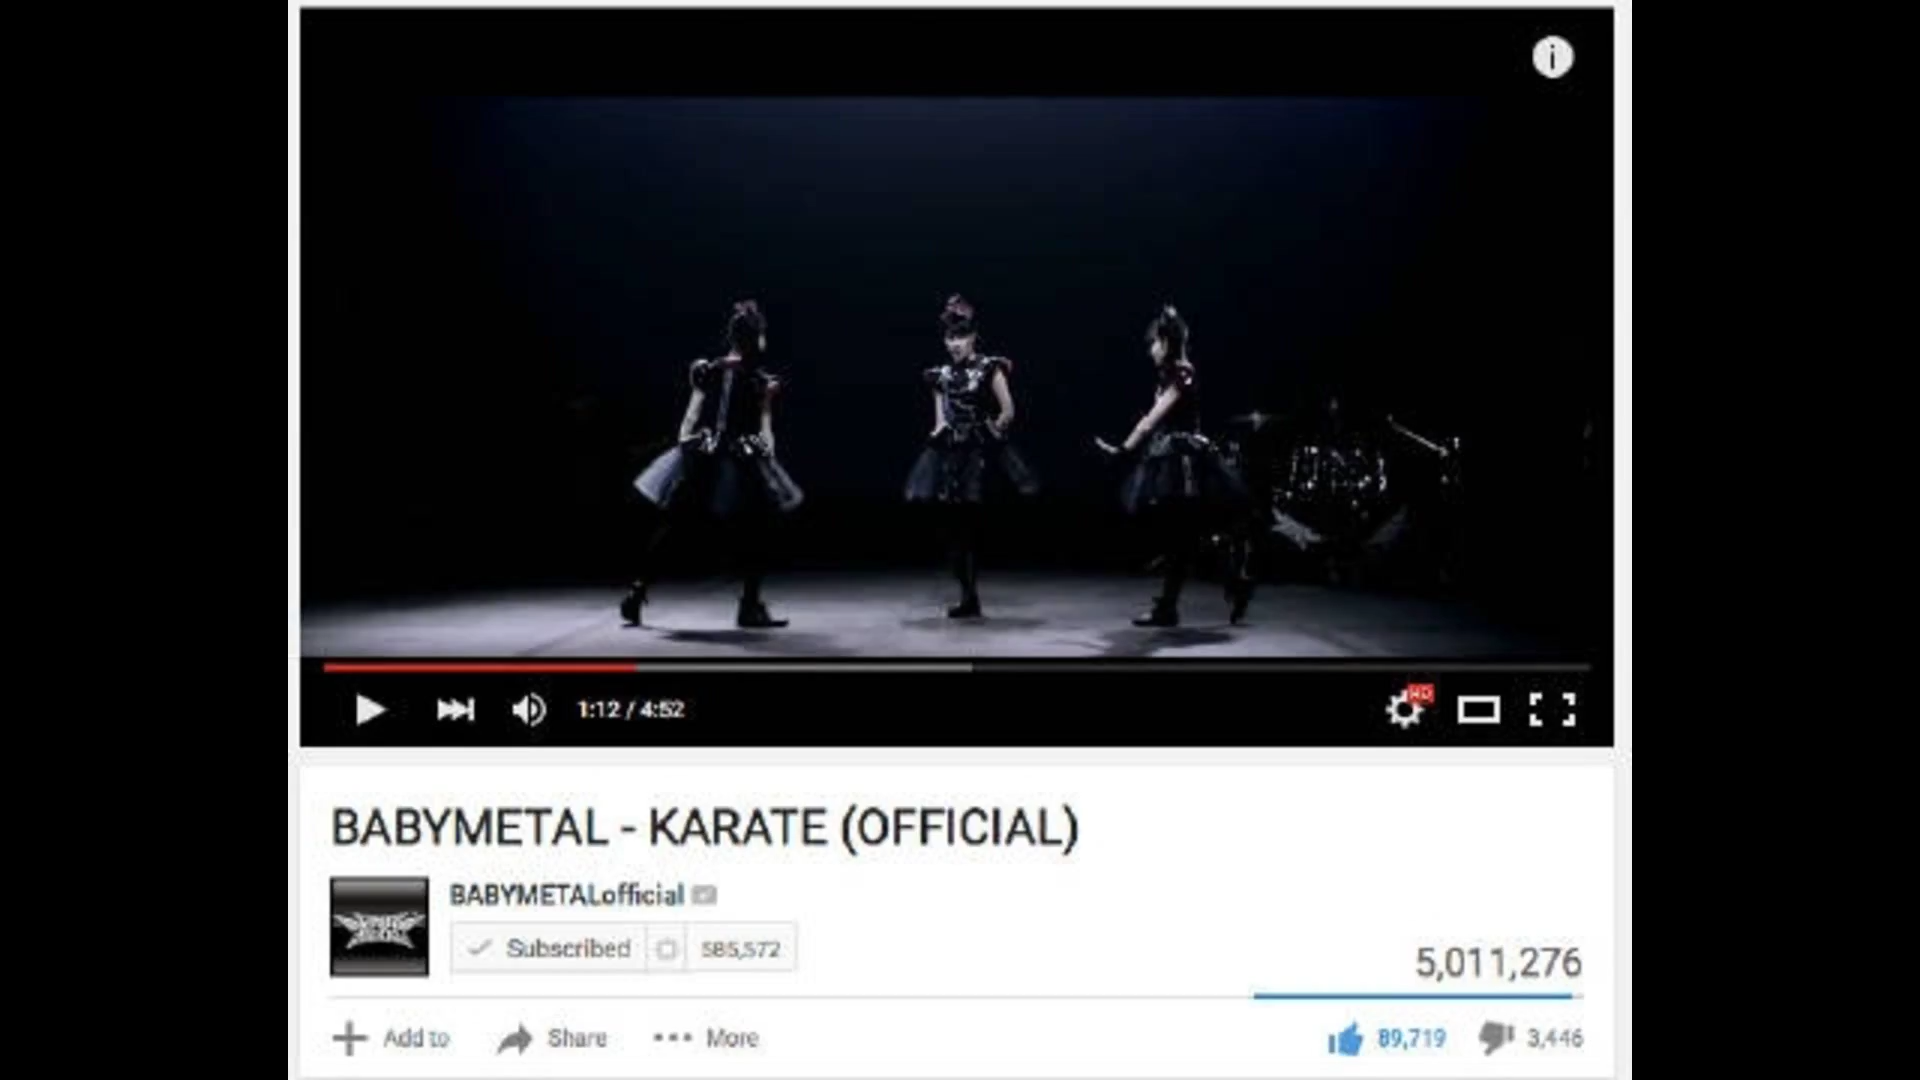 HD
1:12 / 4:52
BABYMETAL - KARATE (OFFICIAL)
BABYMETALofficial
Subscribed 585,572
5,011,276
Add to Share More
89,719 3,446